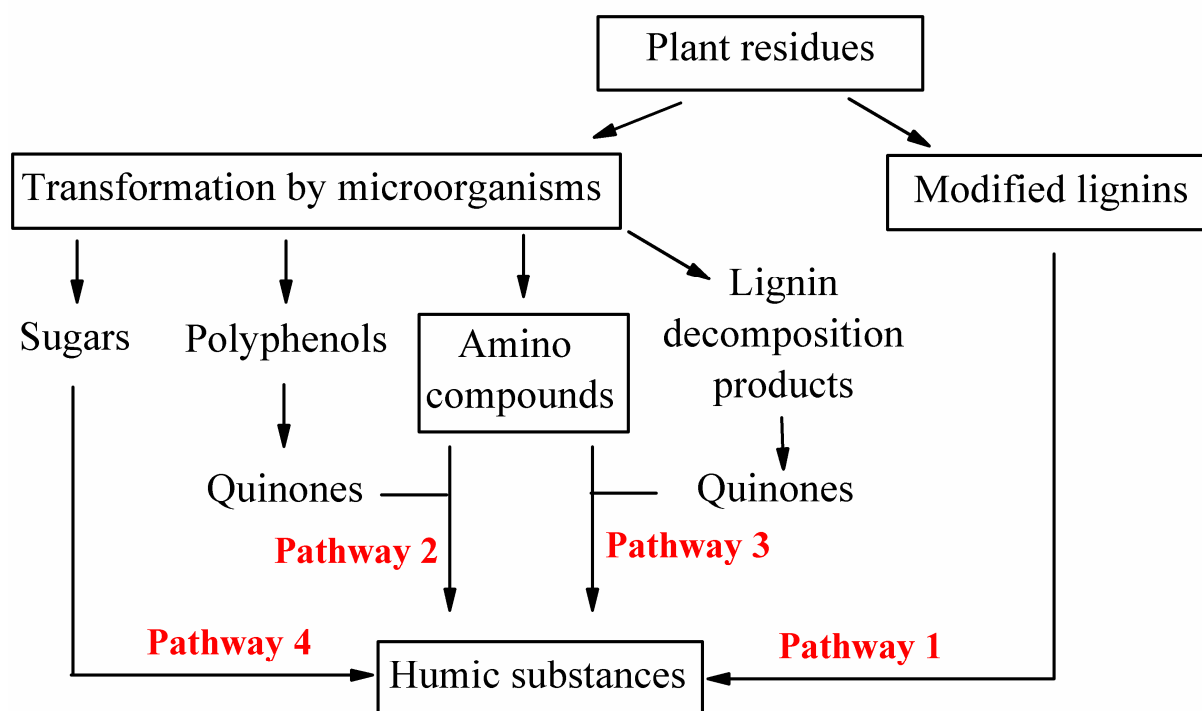 Plant residues
Transformation by microorganisms
Modified lignins
Sugars
Polyphenols
Amino
compounds
Lignin
decomposition
products
Quinones
Quinones
Pathway 2
Pathway 3
Pathway 4
Pathway 1
Humic substances